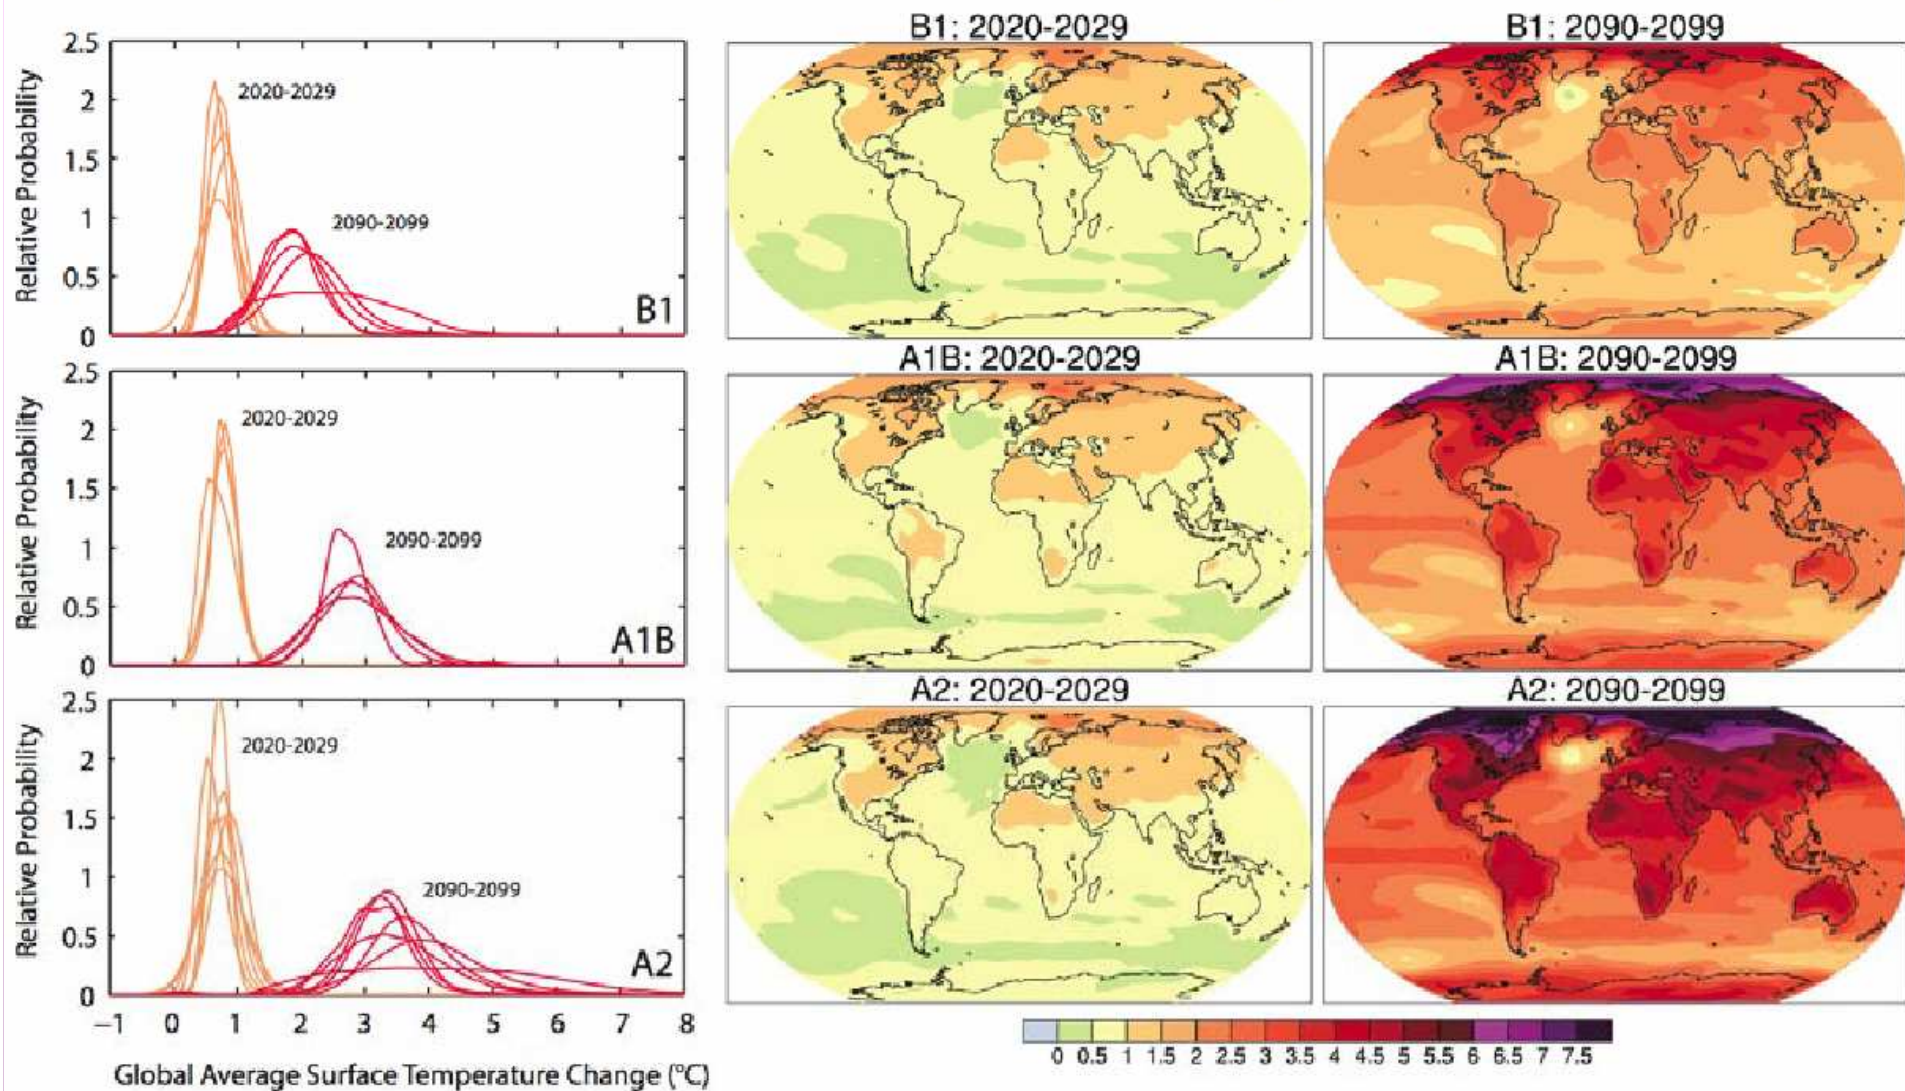 B1: 2020-2029
B1: 2090-2099
Relative Probability
2.5
2
1.5
1
0.5
0
2020-2029
2090-2099
B1
A1B: 2020-2029
A1B: 2090-2099
Relative Probability
2.5
2
1.5
1
0.5
0
2020-2029
2090-2099
A1B
A2: 2020-2029
A2: 2090-2099
Relative Probability
2.5
2
1.5
1
0.5
0
2020-2029
2090-2099
A2
−1 0 1 2 3 4 5 6 7 8
Global Average Surface Temperature Change (°C)
0 0.5 1 1.5 2 2.5 3 3.5 4 4.5 5 5.5 6 6.5 7 7.5